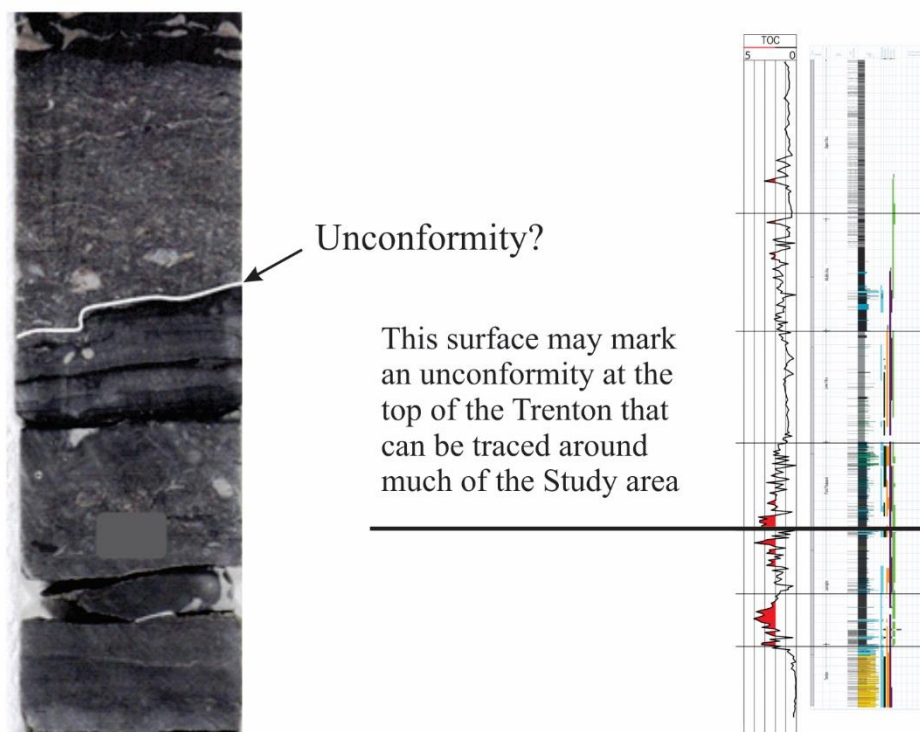 Unconformity?
This surface may mark
an unconformity at the
top of the Trenton that
can be traced around
much of the Study area
TOC
5 0